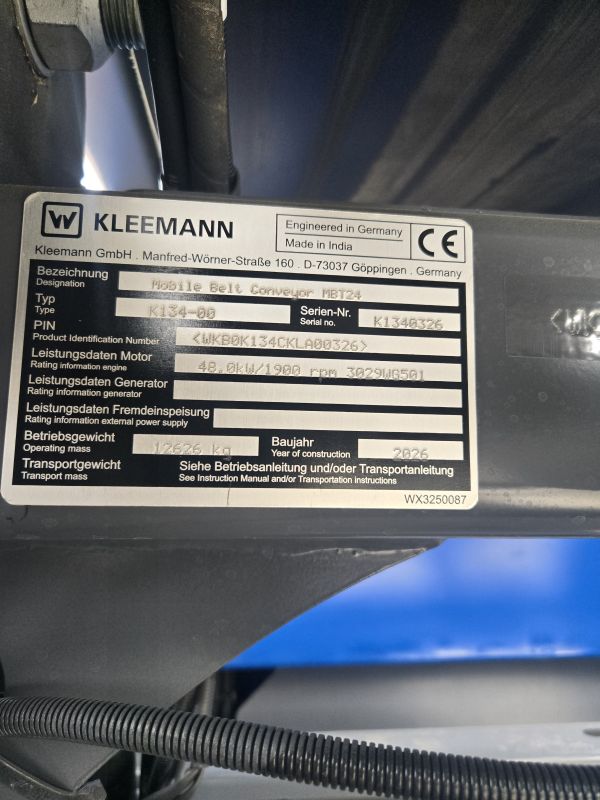 W KLEEMANN
Engineered in Germany
Made in India
CE
Kleemann GmbH . Manfred-Wörner-Straße 160 . D-73037 Göppingen . Germany
Bezeichnung
Designation
Mobile Belt Conveyor MBT24
Typ
Type
K134-00
Serien-Nr.
Serial no.
K1340326
PIN
Product Identification Number
<WKB0K134CKLA00326>
Leistungsdaten Motor
Rating information engine
48.0kW/1900 rpm 3029WG501
Leistungsdaten Generator
Rating information generator
Leistungsdaten Fremdeinspeisung
Rating information external power supply
Betriebsgewicht
Operating mass
12626 kg
Baujahr
Year of construction
2026
Transportgewicht
Transport mass
Siehe Betriebsanleitung und/oder Transportanleitung
See Instruction Manual and/or Transportation instructions
WX3250087